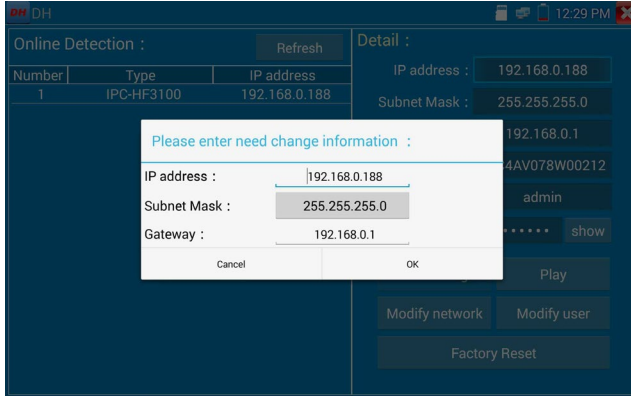 DH DH 12:29 PM
Online Detection : Refresh
Number Type IP address
1 IPC-HF3100 192.168.0.188
Detail :
IP address : 192.168.0.188
Subnet Mask : 255.255.255.0
192.168.0.1
4AV078W00212
admin
•••••• show
Play
Modify network Modify user
Factory Reset
Please enter need change information :
IP address : 192.168.0.188
Subnet Mask : 255.255.255.0
Gateway : 192.168.0.1
Cancel OK